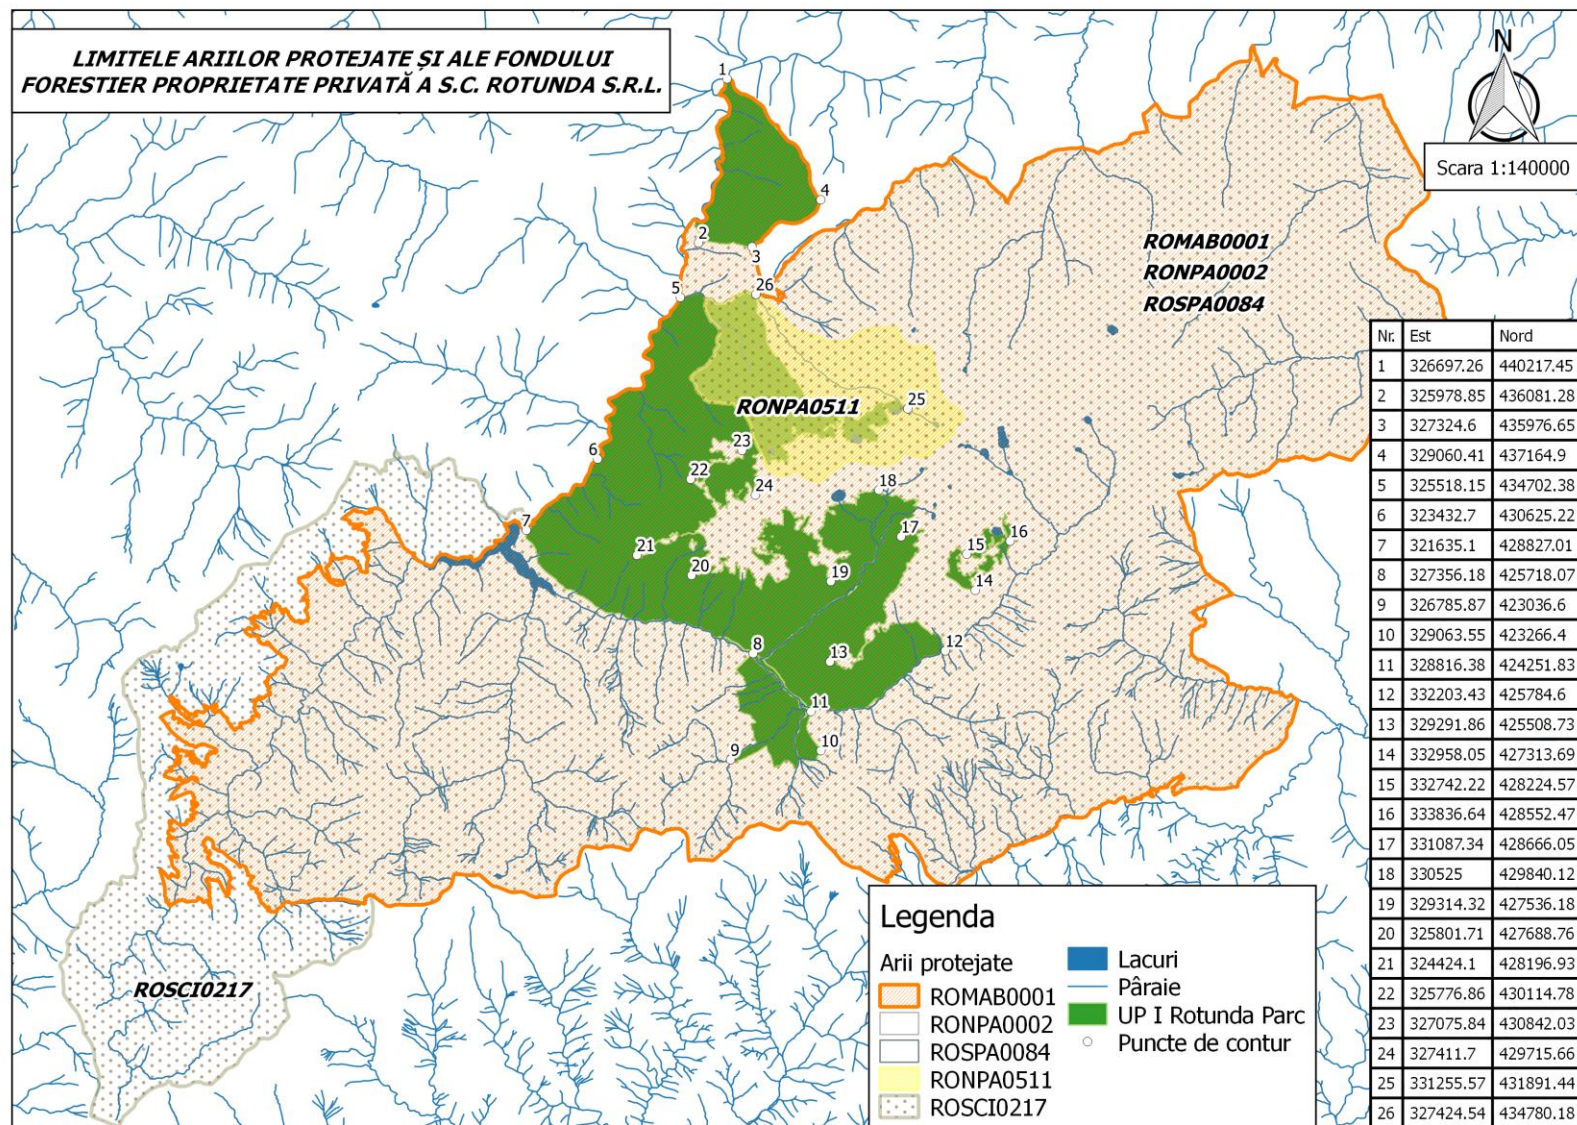 LIMITELE ARIILOR PROTEJATE ȘI ALE FONDULUI
FORESTIER PROPRIETATE PRIVATĂ A S.C. ROTUNDA S.R.L.
N
Scara 1:140000
1
4
2
3
26
5
ROMAB0001
RONPA0002
ROSPA0084
RONPA0511
25
6
23
22
24
18
7
17
16
21
15
20
19
14
8
13
12
11
9
10
ROSCI0217
Nr. Est Nord
1 326697.26 440217.45
2 325978.85 436081.28
3 327324.6 435976.65
4 329060.41 437164.9
5 325518.15 434702.38
6 323432.7 430625.22
7 321635.1 428827.01
8 327356.18 425718.07
9 326785.87 423036.6
10 329063.55 423266.4
11 328816.38 424251.83
12 332203.43 425784.6
13 329291.86 425508.73
14 332958.05 427313.69
15 332742.22 428224.57
16 333836.64 428552.47
17 331087.34 428666.05
18 330525 429840.12
19 329314.32 427536.18
20 325801.71 427688.76
21 324424.1 428196.93
22 325776.86 430114.78
23 327075.84 430842.03
24 327411.7 429715.66
25 331255.57 431891.44
26 327424.54 434780.18
Legenda
Arii protejate
ROMAB0001
RONPA0002
ROSPA0084
RONPA0511
ROSCI0217
Lacuri
Pâraie
UP I Rotunda Parc
Puncte de contur